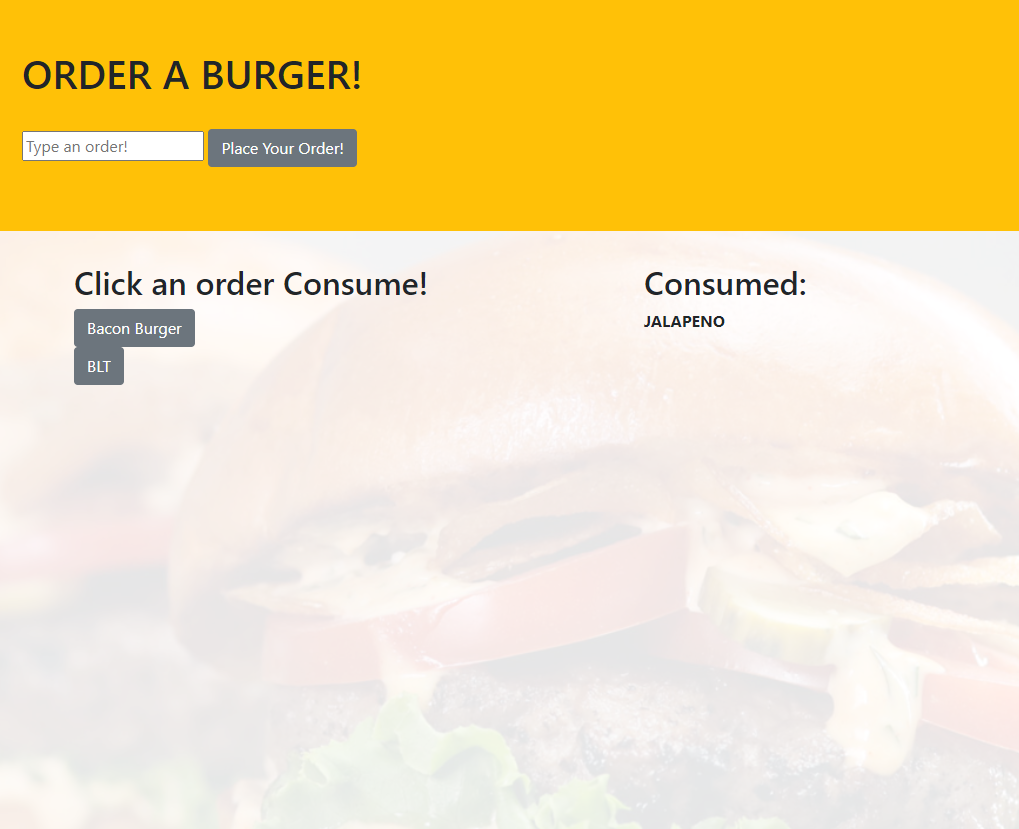 ORDER A BURGER!
Type an order!
Place Your Order!
Click an order Consume!
Bacon Burger
BLT
Consumed:
JALAPENO